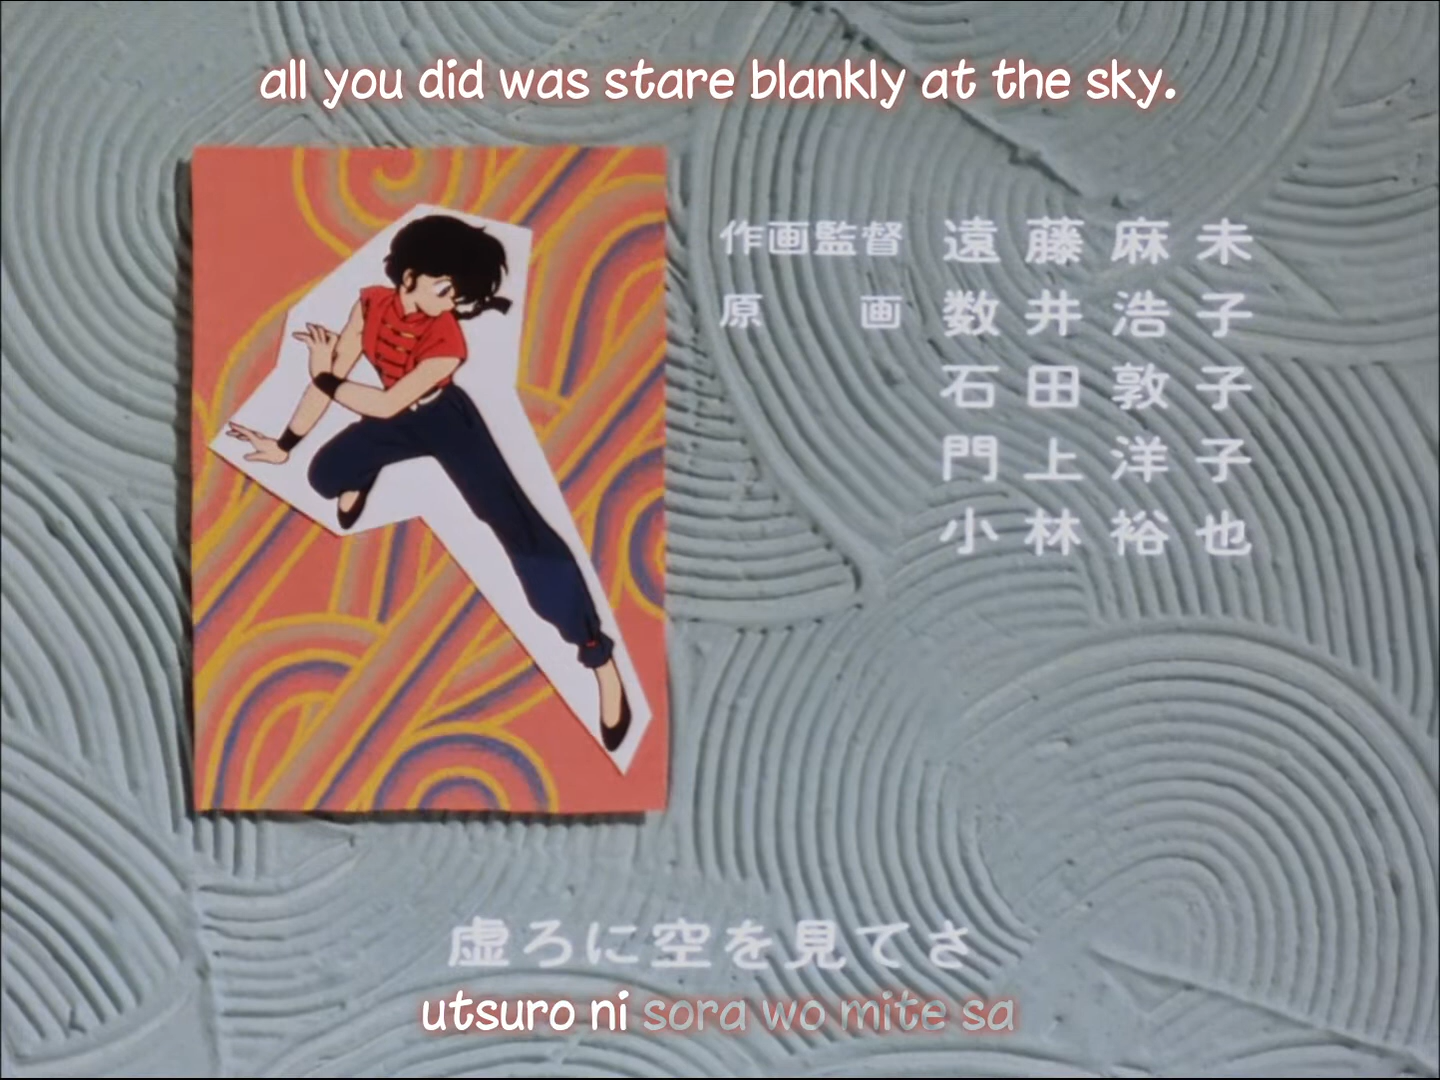 all you did was stare blankly at the sky.
作画監督 遠藤麻未
原画 数井浩子
石田敦子
門上洋子
小林裕也
虚ろに空を見てさ
utsuro ni sora wo mite sa